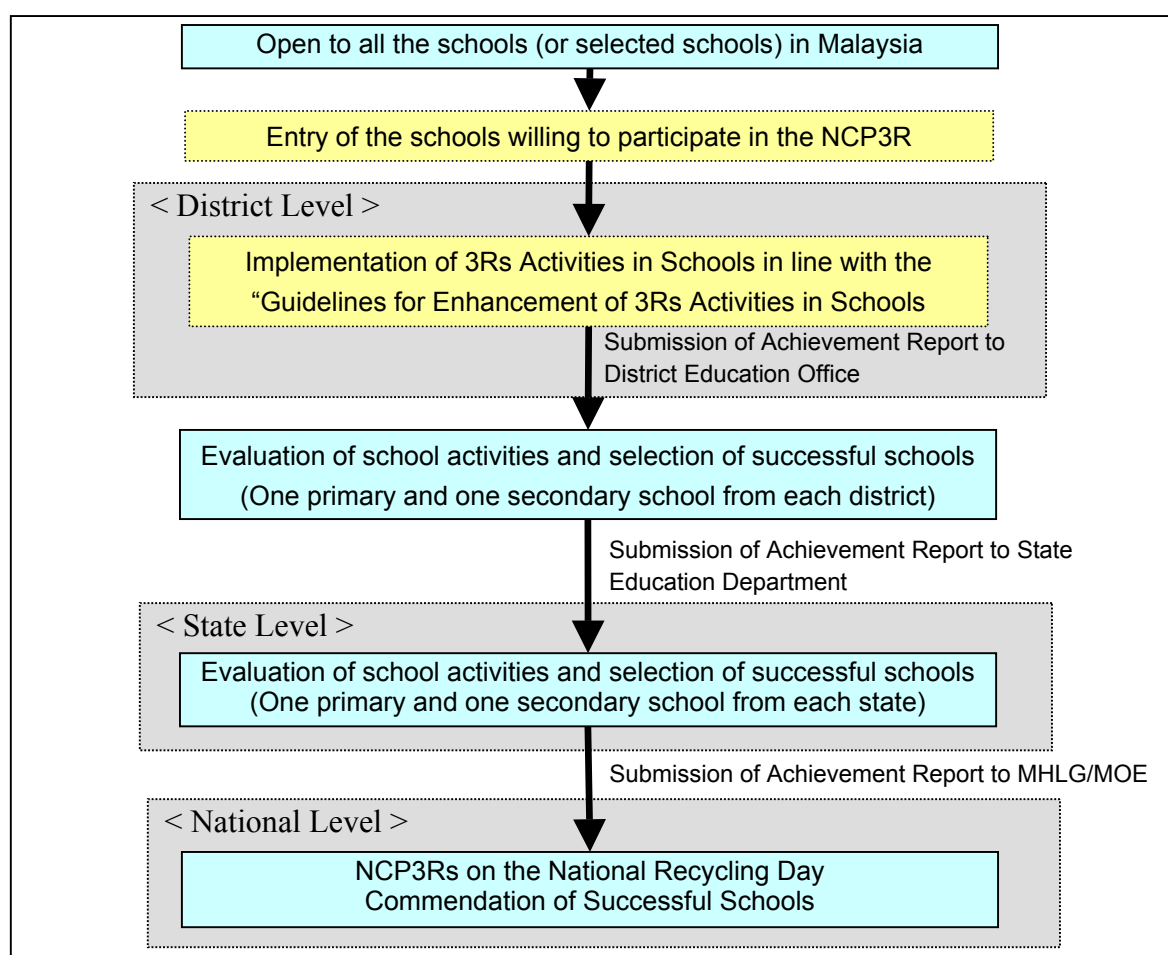 Open to all the schools (or selected schools) in Malaysia
Entry of the schools willing to participate in the NCP3R
< District Level >
Implementation of 3Rs Activities in Schools in line with the
“Guidelines for Enhancement of 3Rs Activities in Schools
Submission of Achievement Report to
District Education Office
Evaluation of school activities and selection of successful schools
(One primary and one secondary school from each district)
Submission of Achievement Report to State
Education Department
< State Level >
Evaluation of school activities and selection of successful schools
(One primary and one secondary school from each state)
Submission of Achievement Report to MHLG/MOE
< National Level >
NCP3Rs on the National Recycling Day
Commendation of Successful Schools